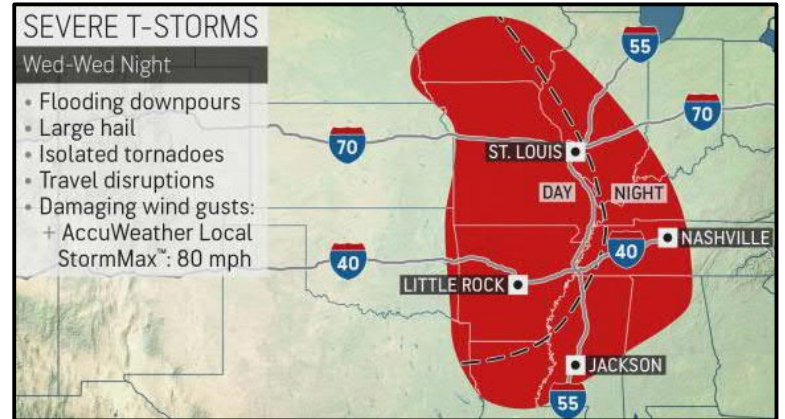 SEVERE T-STORMS
Wed-Wed Night
• Flooding downpours
• Large hail
• Isolated tornadoes
• Travel disruptions
• Damaging wind gusts:
+ AccuWeather Local
StormMax™: 80 mph
55
70
70
ST. LOUIS
DAY
NIGHT
NASHVILLE
40
40
LITTLE ROCK
JACKSON
55